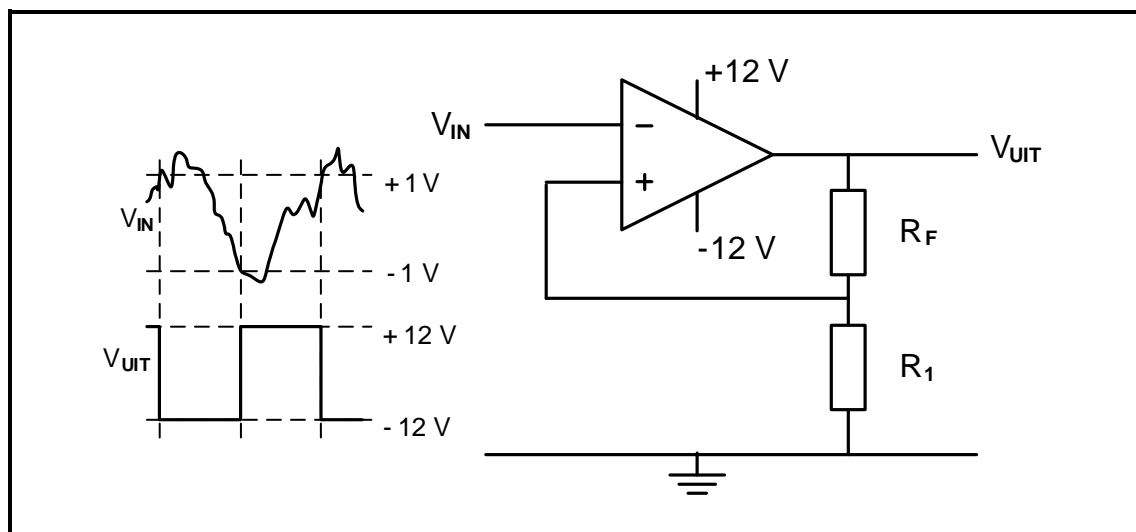 V_IN
+ 1 V
- 1 V
V_UIT
+ 12 V
- 12 V
V_IN
+12 V
−
+
-12 V
V_UIT
R_F
R_1